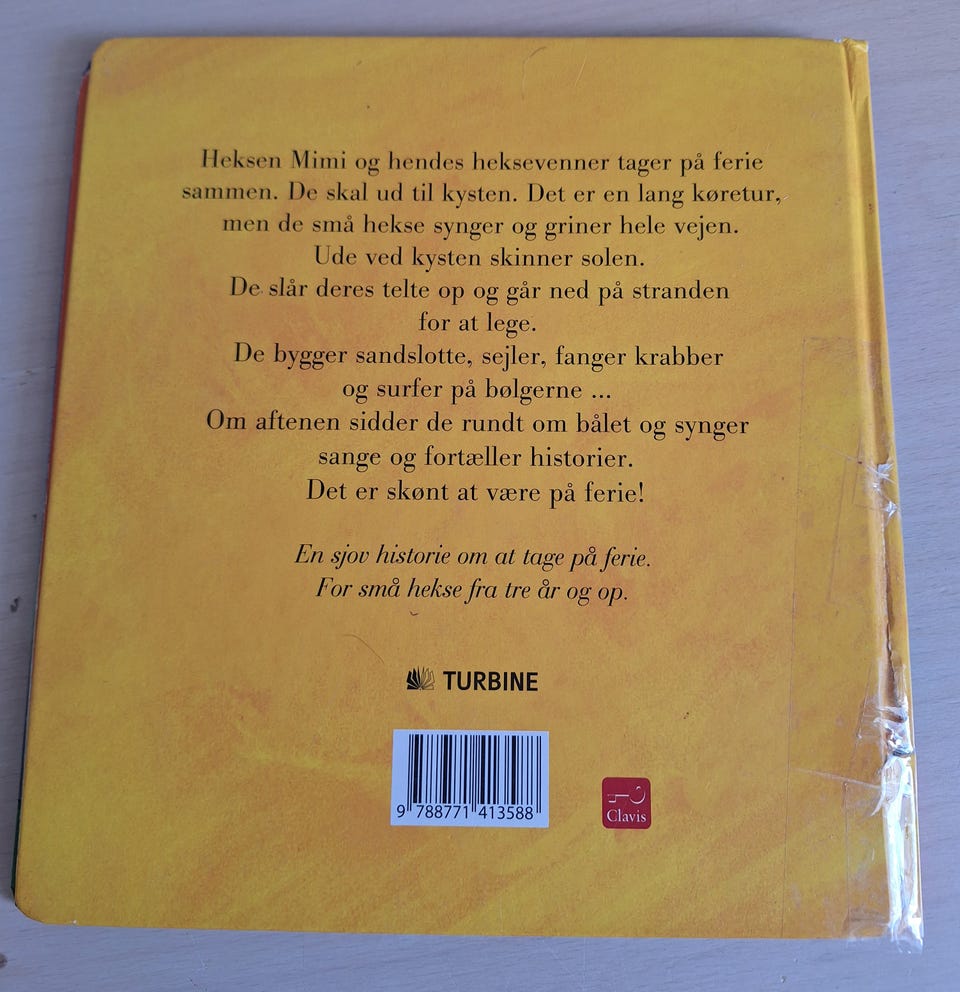 Heksen Mimi og hendes heksevenner tager på ferie
sammen. De skal ud til kysten. Det er en lang køretur,
men de små hekse synger og griner hele vejen.
Ude ved kysten skinner solen.
De slår deres telte op og går ned på stranden
for at lege.
De bygger sandslotte, sejler, fanger krabber
og surfer på bølgerne ...
Om aftenen sidder de rundt om bålet og synger
sange og fortæller historier.
Det er skønt at være på ferie!
En sjov historie om at tage på ferie.
For små hekse fra tre år og op.
TURBINE
9 788771 413588
Clavis